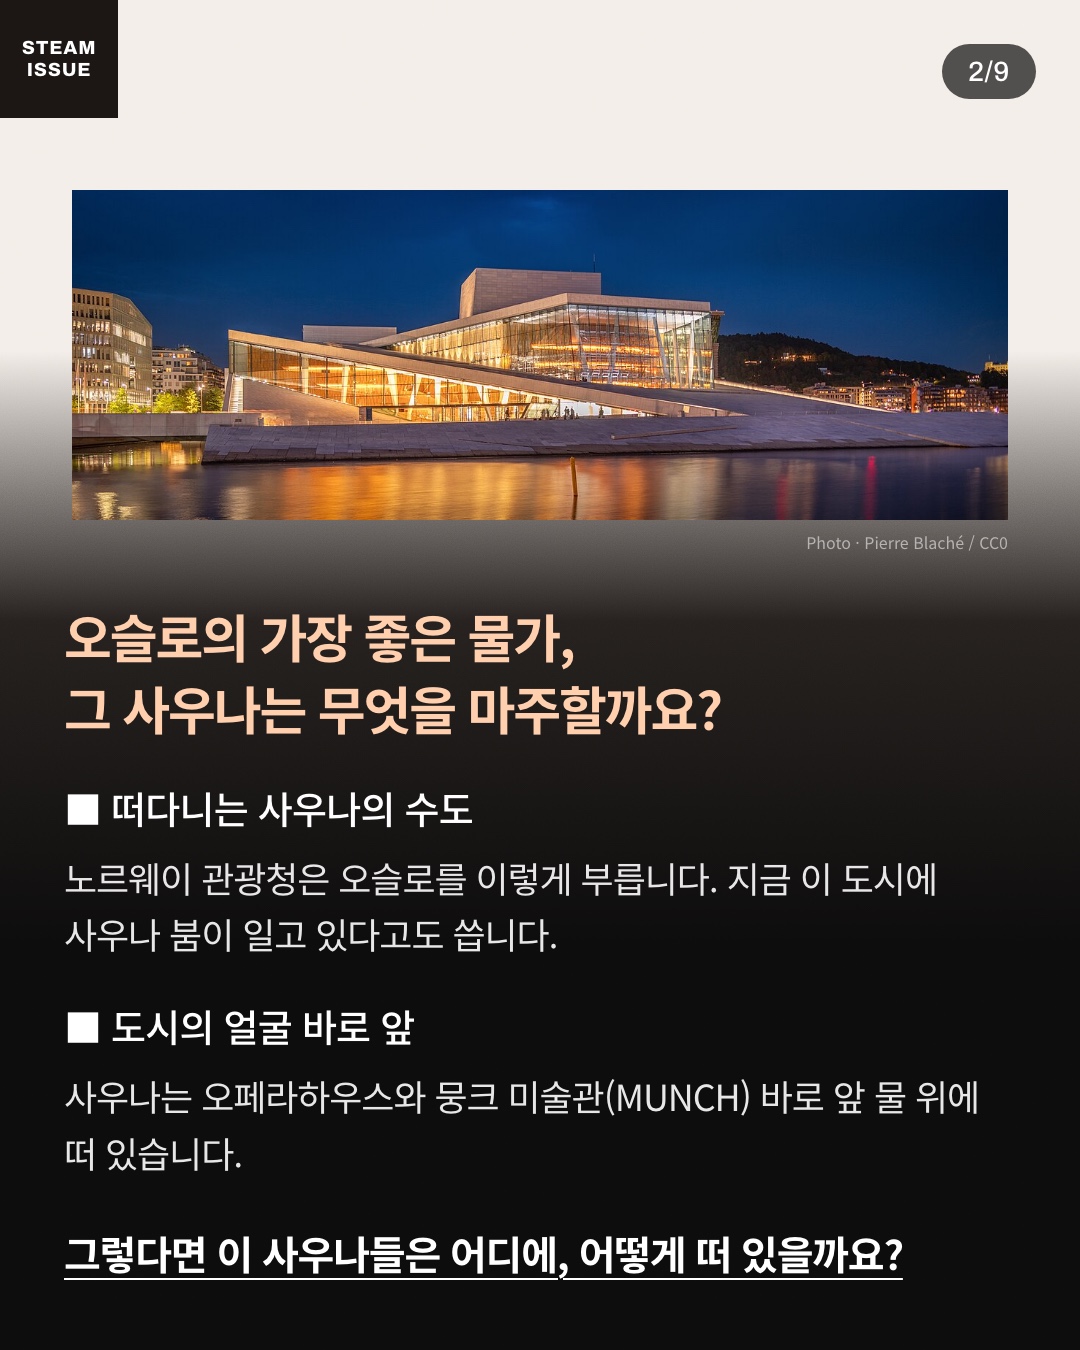 STEAM
ISSUE
2/9
Photo · Pierre Blaché / CC0
오슬로의 가장 좋은 물가,
그 사우나는 무엇을 마주할까요?
■ 떠다니는 사우나의 수도
노르웨이 관광청은 오슬로를 이렇게 부릅니다. 지금 이 도시에
사우나 붐이 일고 있다고도 씁니다.
■ 도시의 얼굴 바로 앞
사우나는 오페라하우스와 뭉크 미술관(MUNCH) 바로 앞 물 위에
떠 있습니다.
그렇다면 이 사우나들은 어디에, 어떻게 떠 있을까요?